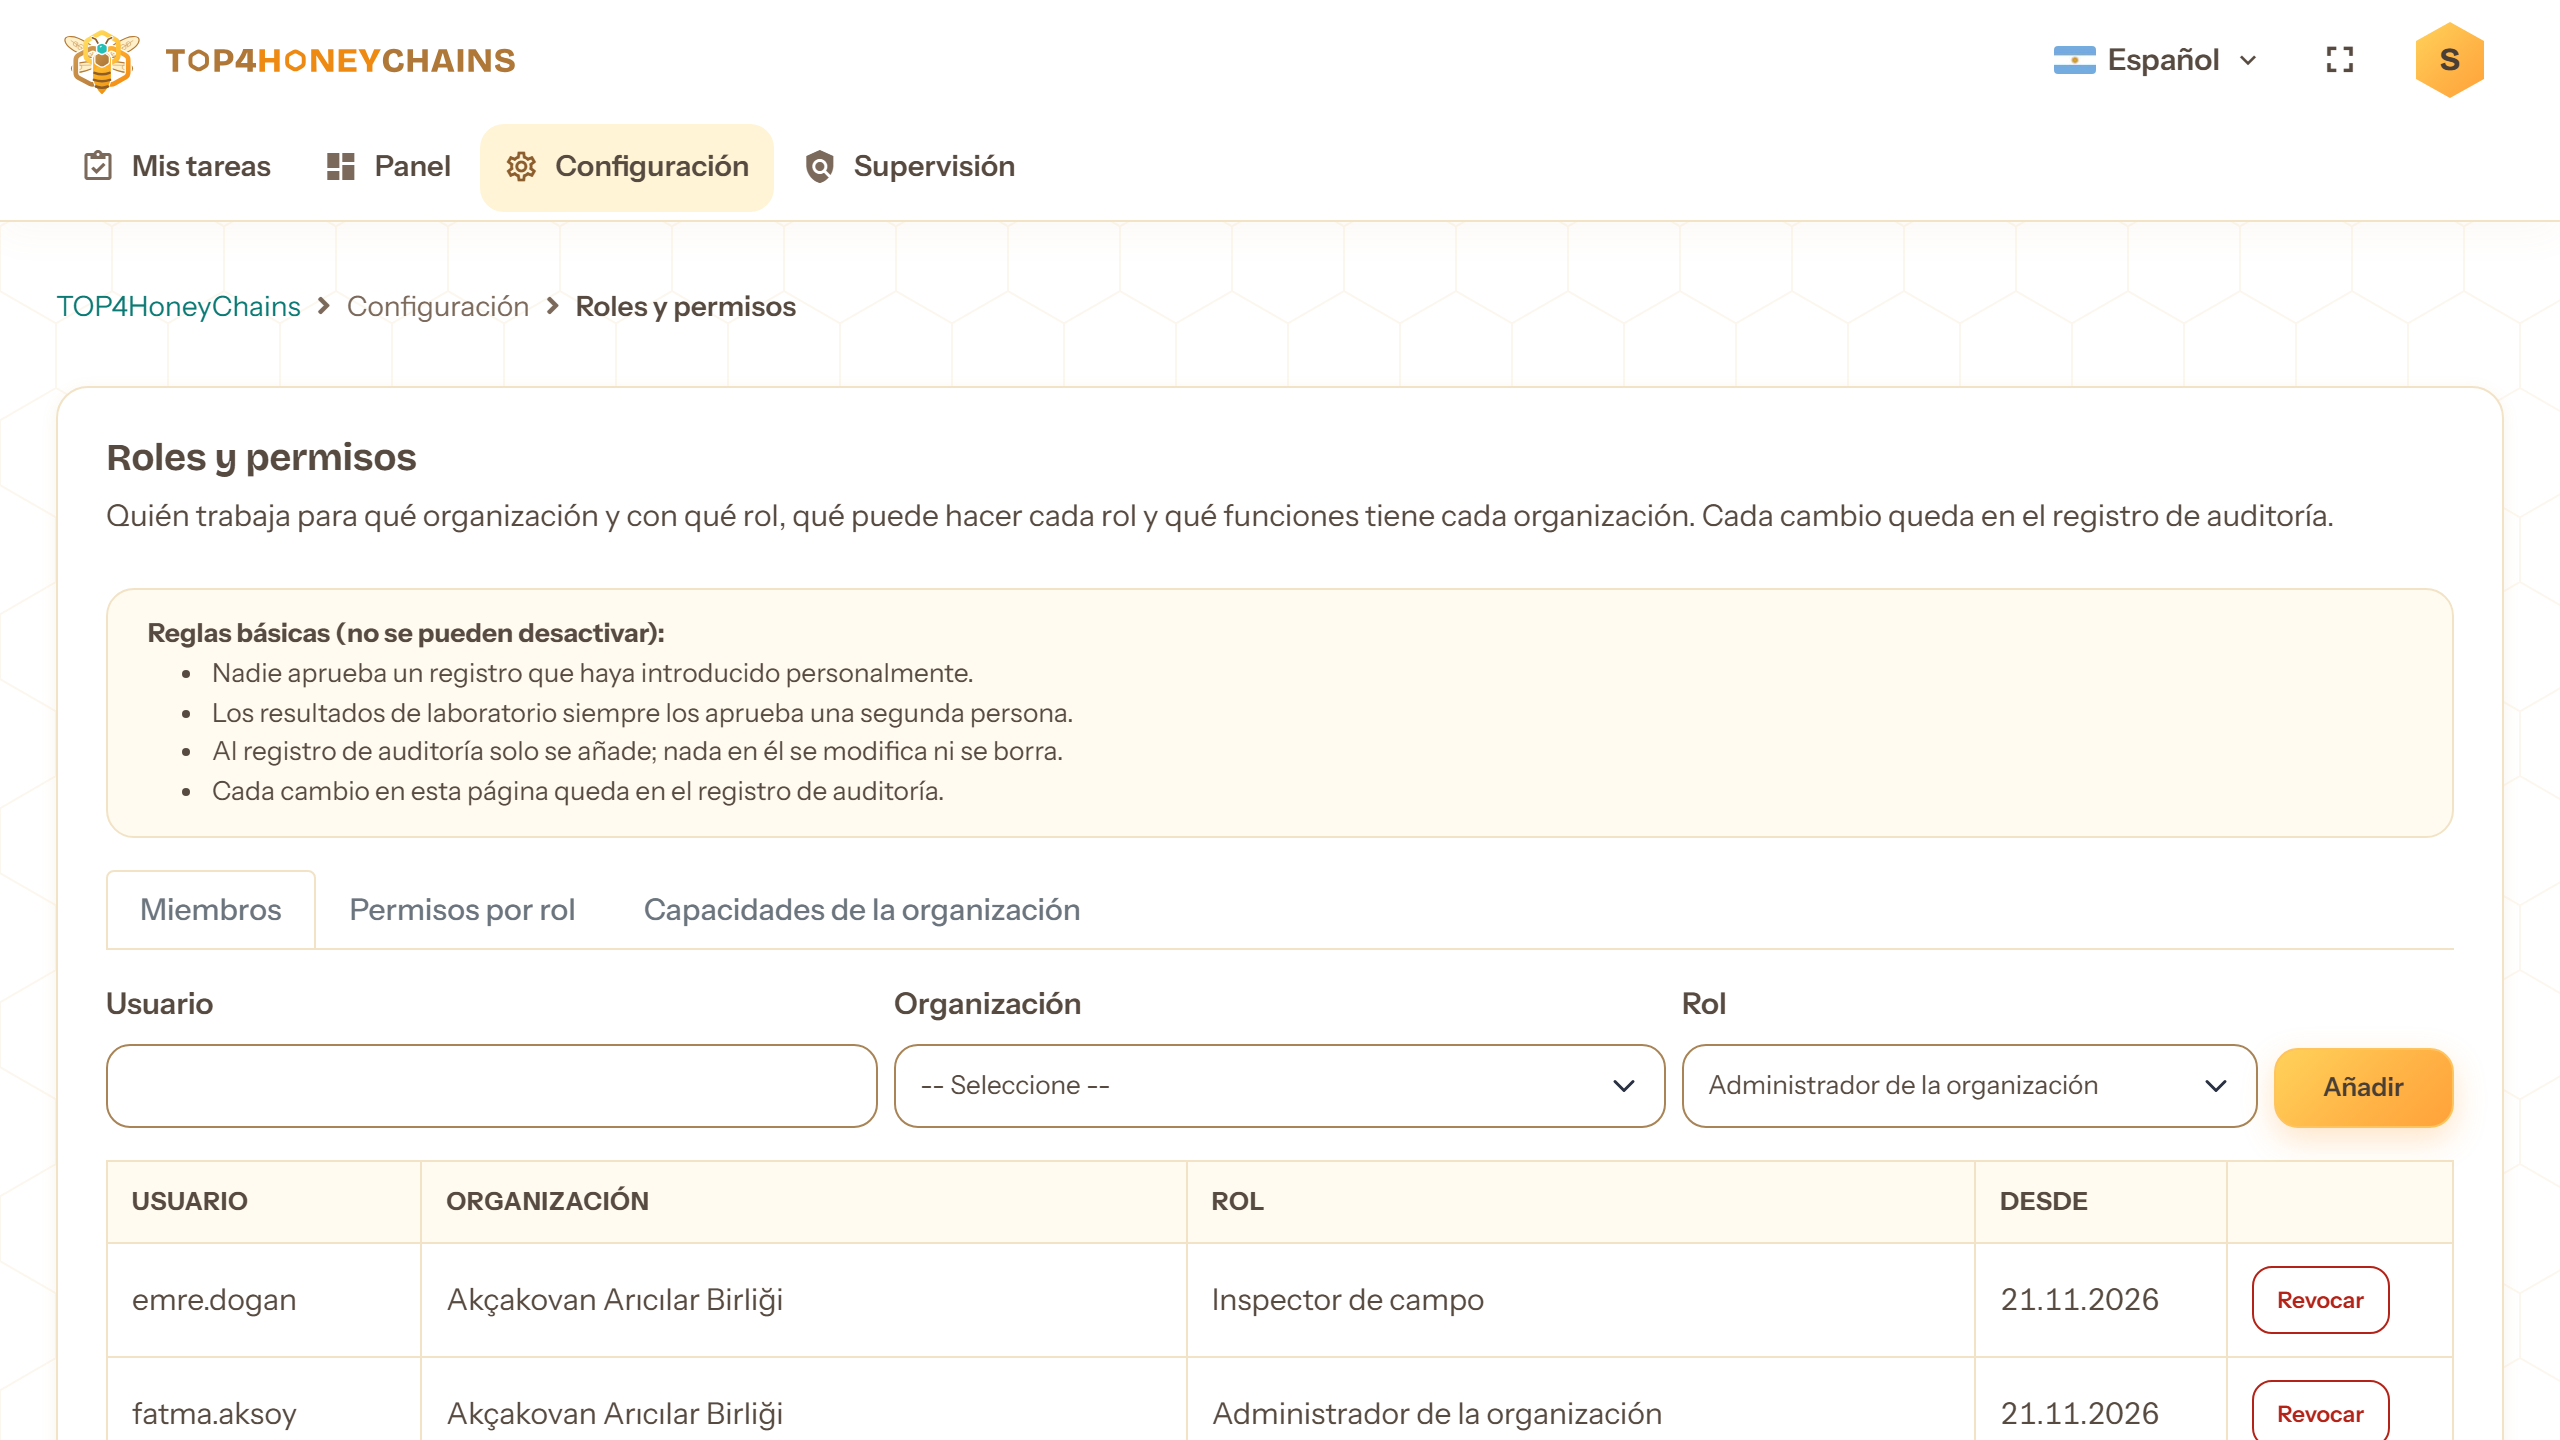 TOP4HONEYCHAINS
Español
S
Mis tareas
Panel
Configuración
Supervisión
TOP4HoneyChains > Configuración > Roles y permisos
Roles y permisos
Quién trabaja para qué organización y con qué rol, qué puede hacer cada rol y qué funciones tiene cada organización. Cada cambio queda en el registro de auditoría.
Reglas básicas (no se pueden desactivar):
• Nadie aprueba un registro que haya introducido personalmente.
• Los resultados de laboratorio siempre los aprueba una segunda persona.
• Al registro de auditoría solo se añade; nada en él se modifica ni se borra.
• Cada cambio en esta página queda en el registro de auditoría.
Miembros
Permisos por rol
Capacidades de la organización
Usuario
Organización
Rol
-- Seleccione --
Administrador de la organización
Añadir
USUARIO ORGANIZACIÓN ROL DESDE
emre.dogan Akçakovan Arıcılar Birliği Inspector de campo 21.11.2026 Revocar
fatma.aksoy Akçakovan Arıcılar Birliği Administrador de la organización 21.11.2026 Revocar